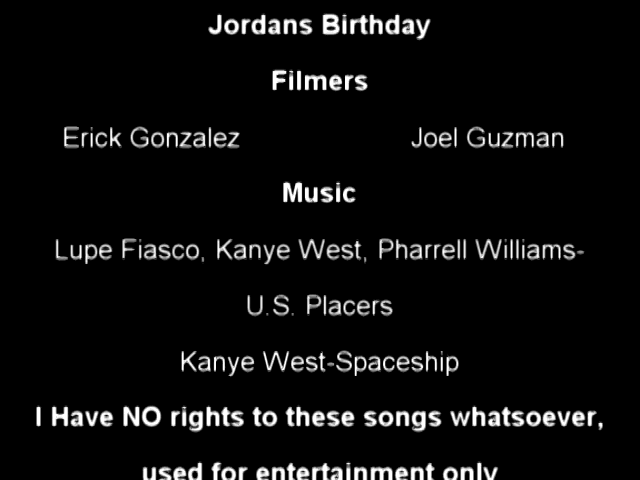 Jordans Birthday
Filmers
Erick Gonzalez Joel Guzman
Music
Lupe Fiasco, Kanye West, Pharrell Williams-
U.S. Placers
Kanye West-Spaceship
I Have NO rights to these songs whatsoever,
used for entertainment only